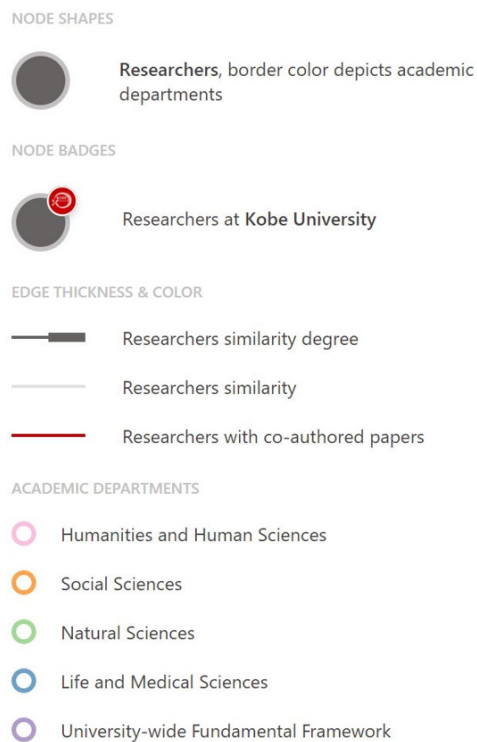 NODE SHAPES
Researchers, border color depicts academic
departments
NODE BADGES
Researchers at Kobe University
EDGE THICKNESS & COLOR
Researchers similarity degree
Researchers similarity
Researchers with co-authored papers
ACADEMIC DEPARTMENTS
Humanities and Human Sciences
Social Sciences
Natural Sciences
Life and Medical Sciences
University-wide Fundamental Framework